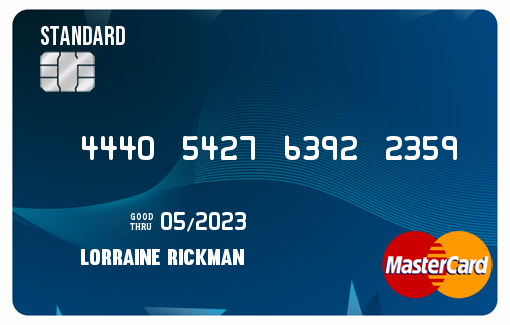 STANDARD
4440 5427 6392 2359
GOOD
THRU 05/2023
LORRAINE RICKMAN
MasterCard